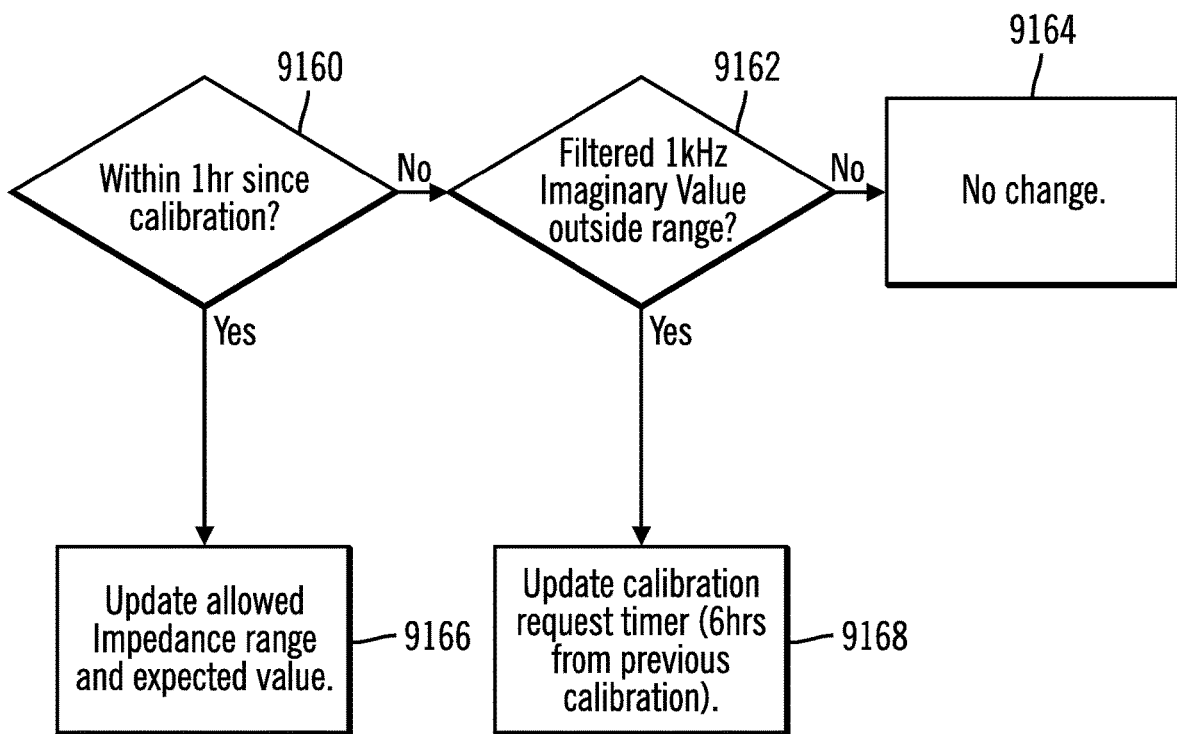 9160
Within 1hr since
calibration?
No
Yes
9162
Filtered 1kHz
Imaginary Value
outside range?
No
Yes
9164
No change.
Update allowed
Impedance range
and expected value.
9166
Update calibration
request timer (6hrs
from previous
calibration).
9168